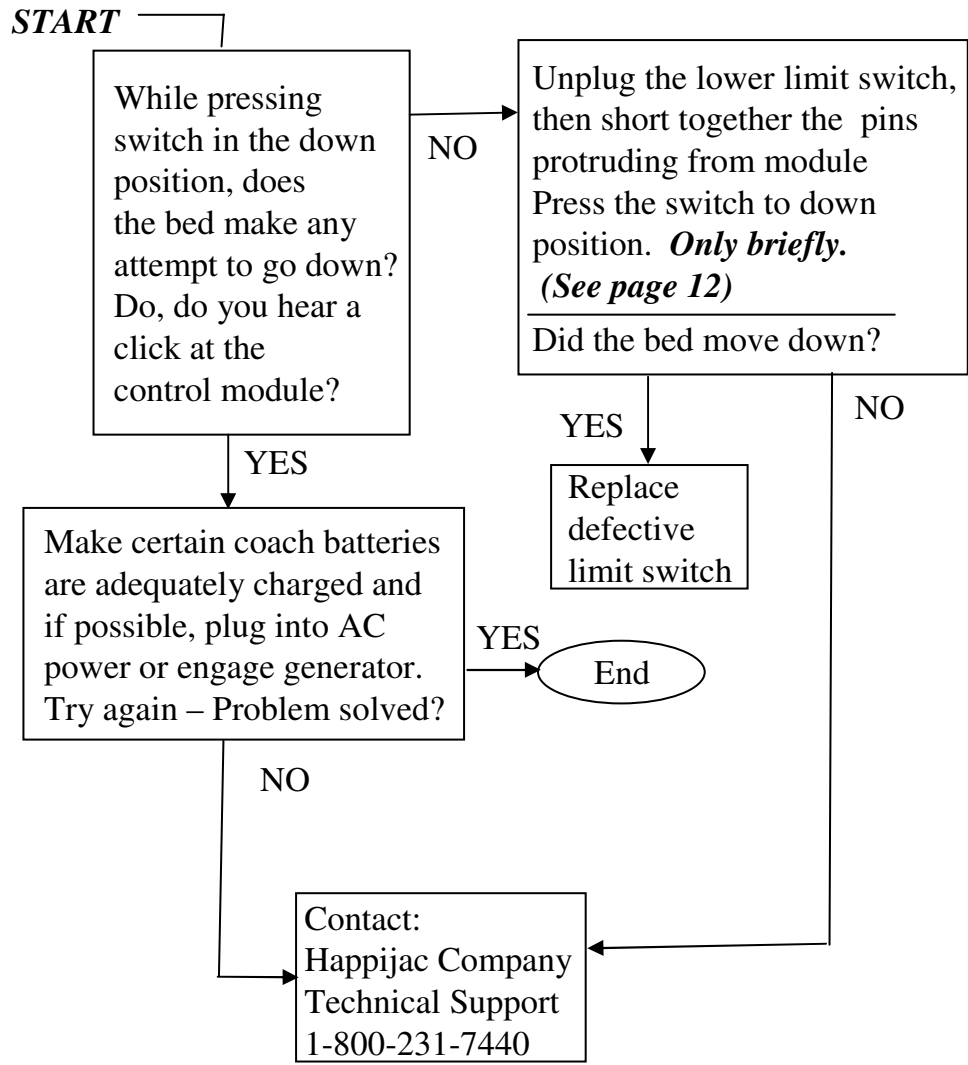 START
While pressing
switch in the down
position, does
the bed make any
attempt to go down?
Do, do you hear a
click at the
control module?
NO
Unplug the lower limit switch,
then short together the pins
protruding from module
Press the switch to down
position. Only briefly.
(See page 12)
Did the bed move down?
YES
NO
YES
Replace
defective
limit switch
Make certain coach batteries
are adequately charged and
if possible, plug into AC
power or engage generator.
Try again – Problem solved?
YES
End
NO
Contact:
Happijac Company
Technical Support
1-800-231-7440